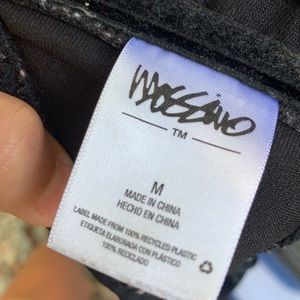 mossimo
TM
M
MADE IN CHINA
HECHO EN CHINA
LABEL MADE FROM 100% RECYCLED PLASTIC
ETIQUETA ELABORADA CON PLÁSTICO
100% RECICLADO